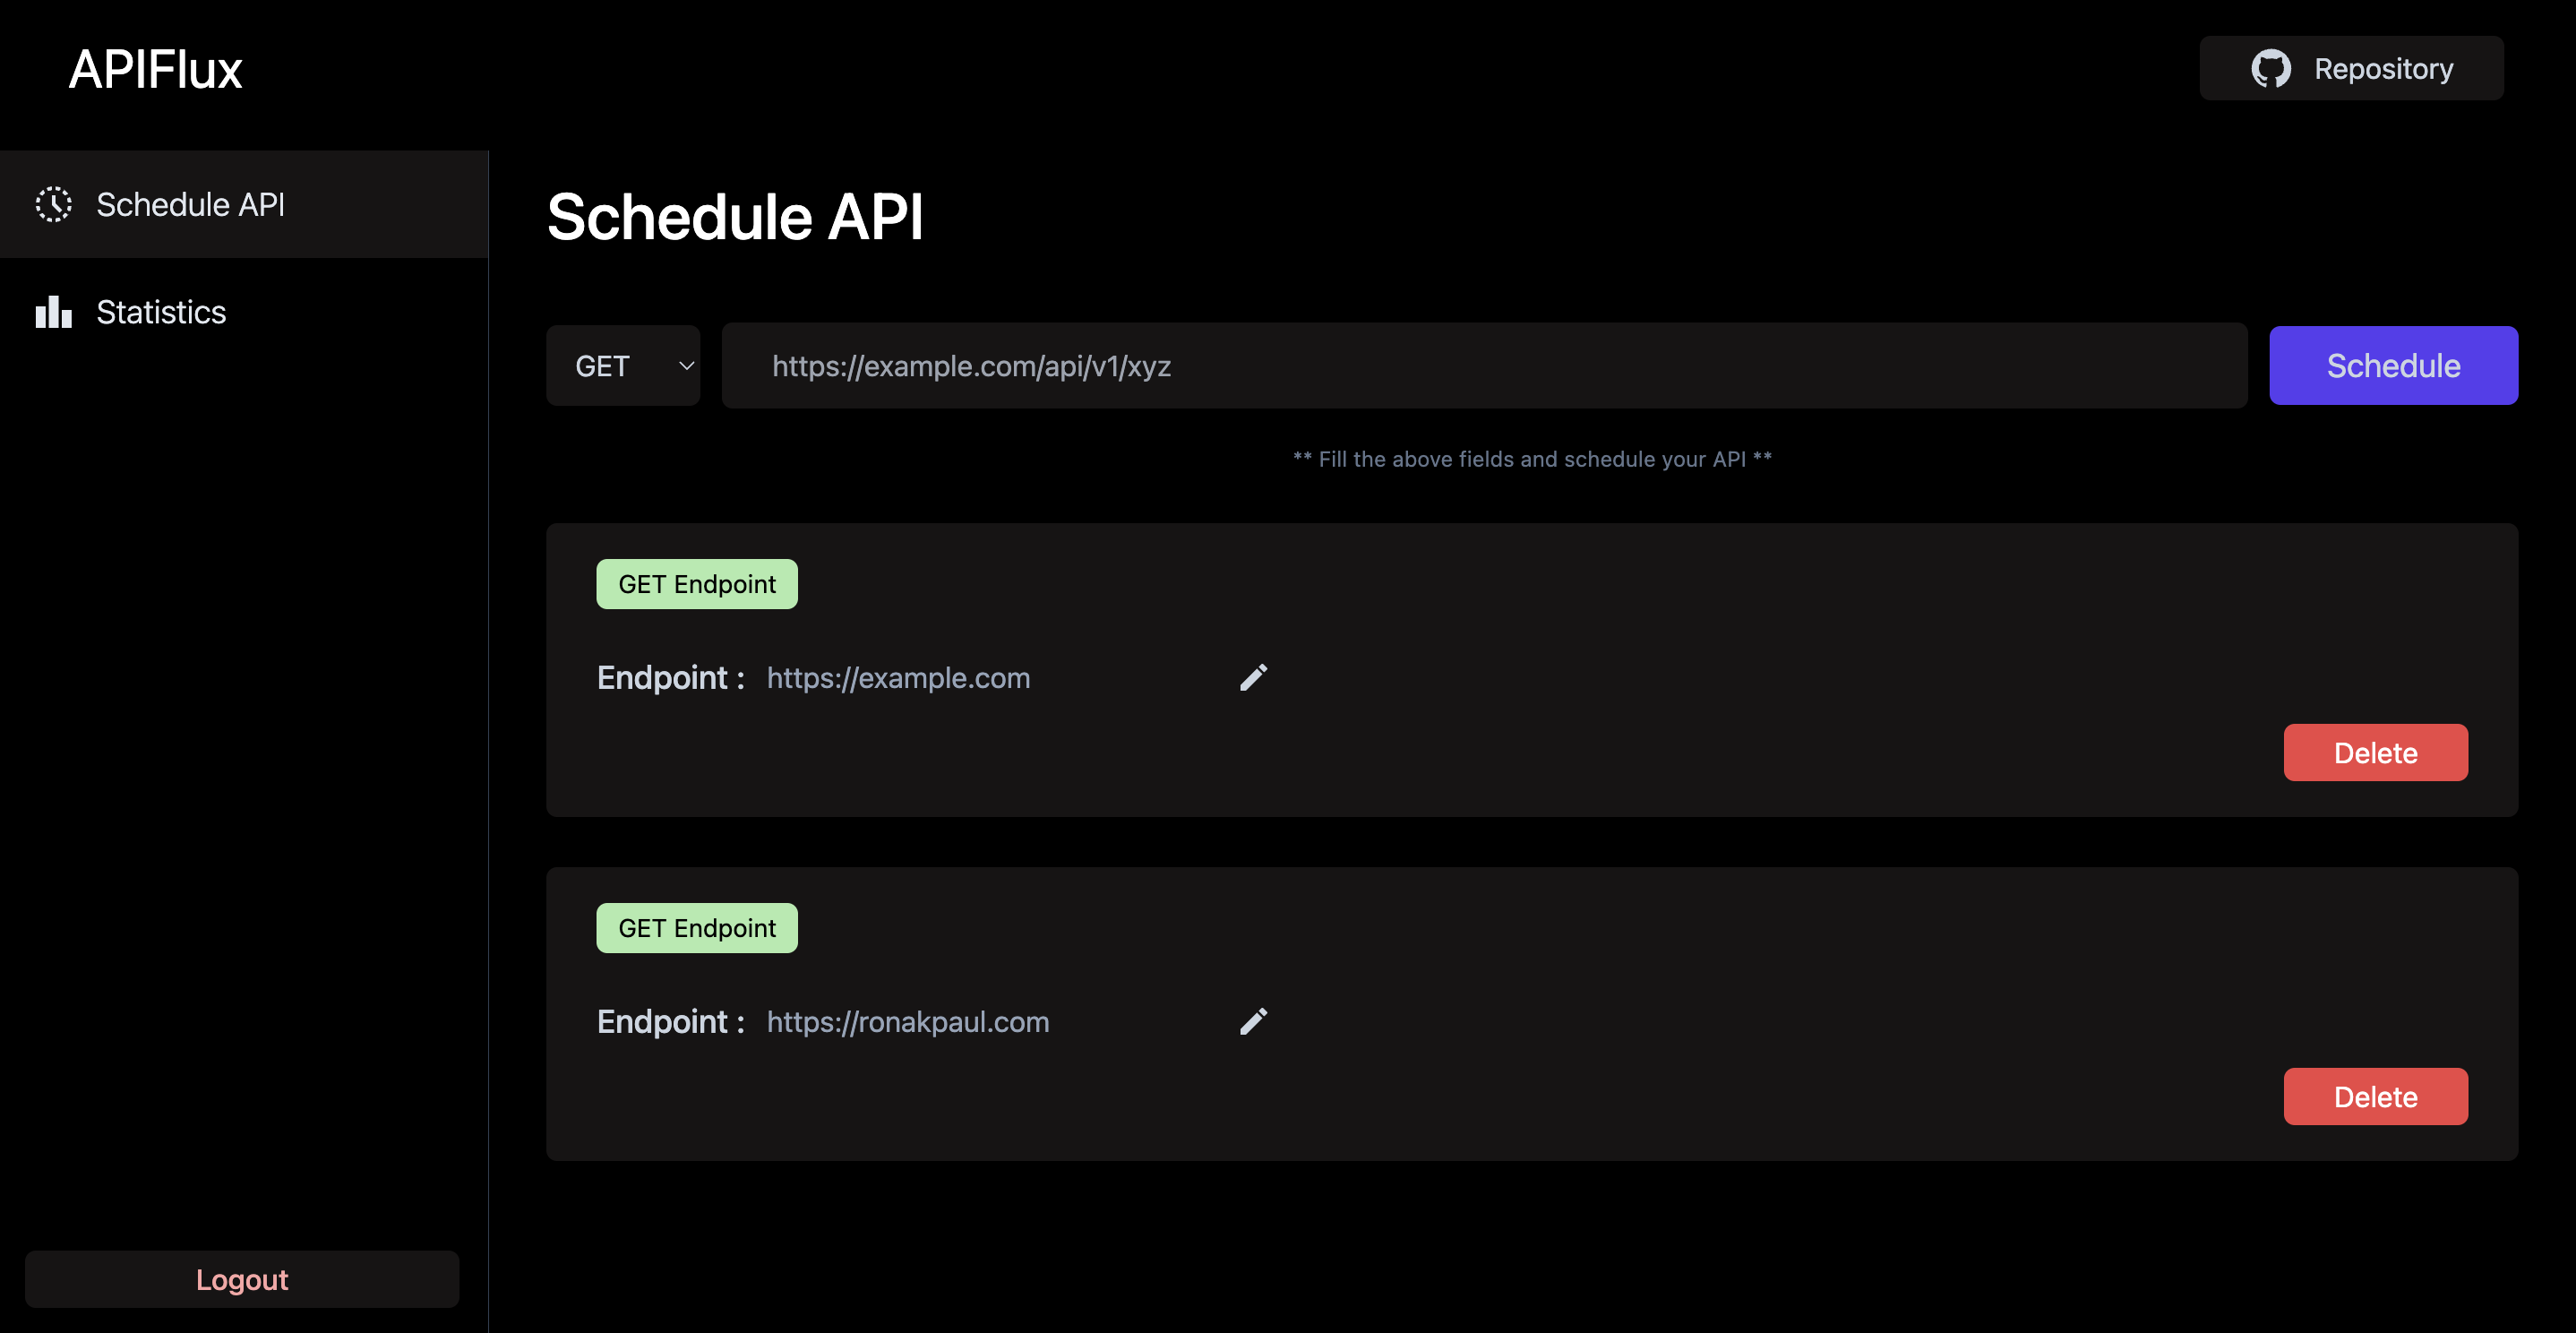 APIFlux
Repository
Schedule API
Statistics
Schedule API
GET
https://example.com/api/v1/xyz
Schedule
** Fill the above fields and schedule your API **
GET Endpoint
Endpoint : https://example.com
Delete
GET Endpoint
Endpoint : https://ronakpaul.com
Delete
Logout